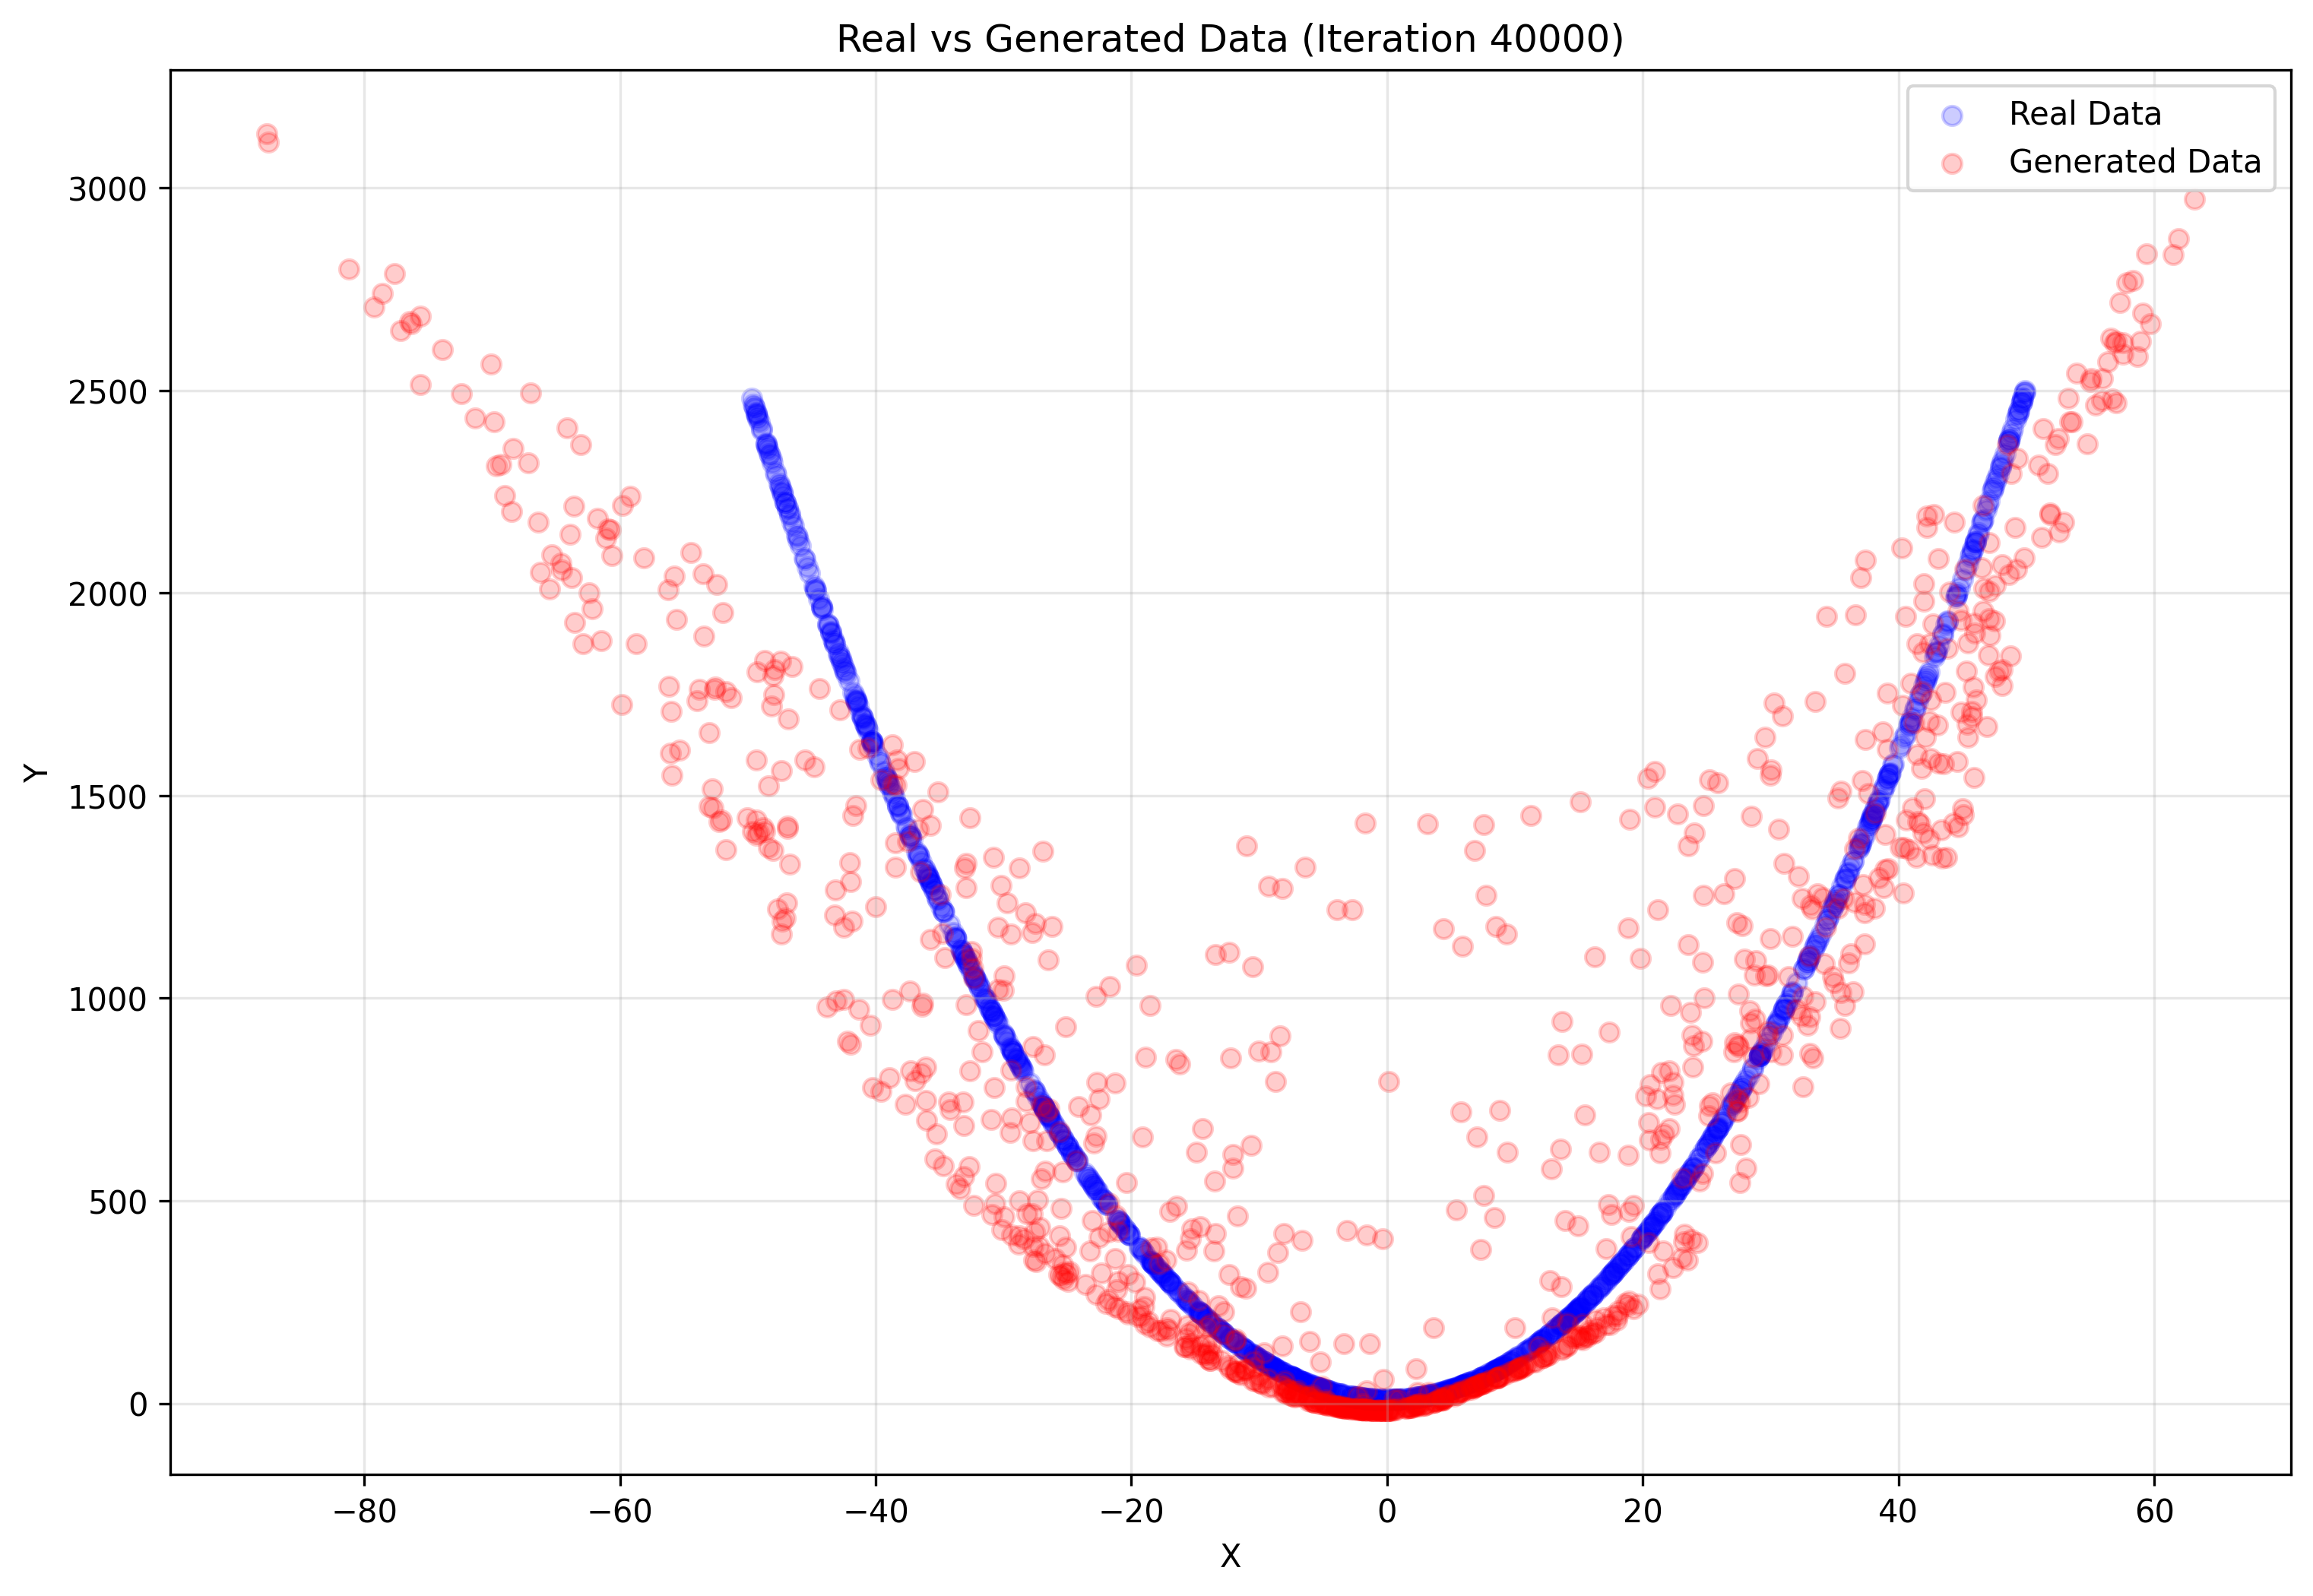 Real vs Generated Data (Iteration 40000)
Real Data
Generated Data
3000
2500
2000
1500
1000
500
0
Y
−80 −60 −40 −20 0 20 40 60
X